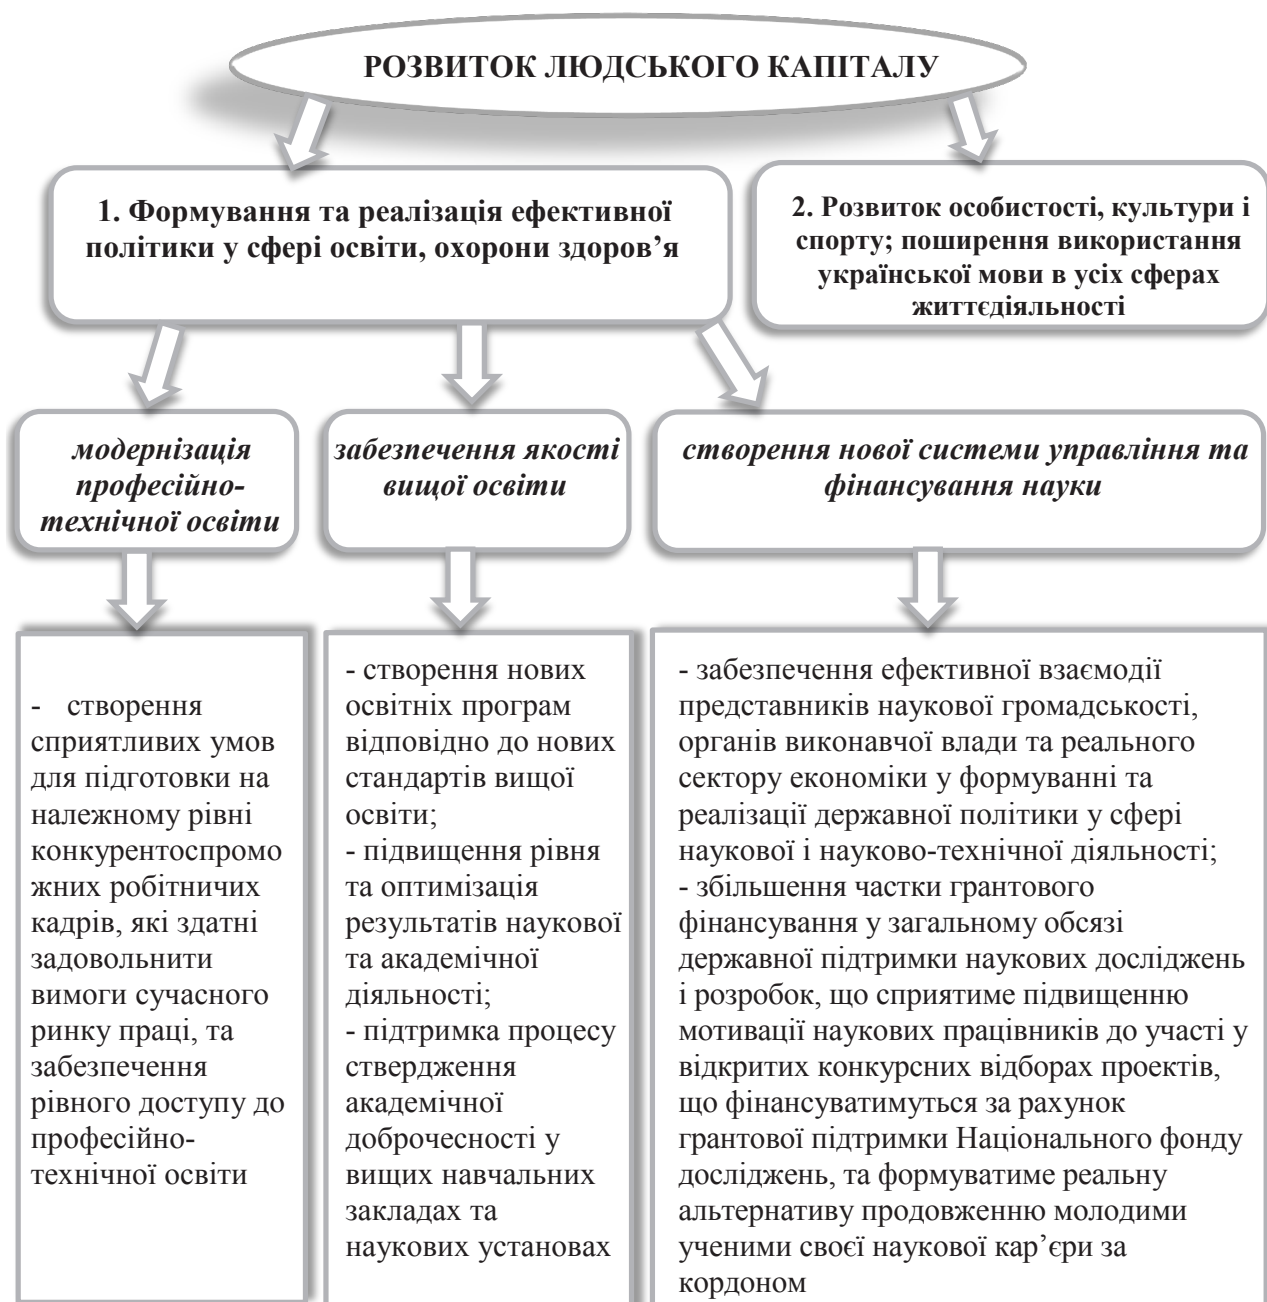 РОЗВИТОК ЛЮДСЬКОГО КАПІТАЛУ
1. Формування та реалізація ефективної
політики у сфері освіти, охорони здоров’я
2. Розвиток особистості, культури і
спорту; поширення використання
української мови в усіх сферах
життєдіяльності
модернізація
професійно-
технічної освіти
забезпечення якості
вищої освіти
створення нової системи управління та
фінансування науки
- створення
сприятливих умов
для підготовки на
належному рівні
конкурентоспромо
жних робітничих
кадрів, які здатні
задовольнити
вимоги сучасного
ринку праці, та
забезпечення
рівного доступу до
професійно-
технічної освіти
- створення нових
освітніх програм
відповідно до нових
стандартів вищої
освіти;
- підвищення рівня
та оптимізація
результатів наукової
та академічної
діяльності;
- підтримка процесу
ствердження
академічної
доброчесності у
вищих навчальних
закладах та
наукових установах
- забезпечення ефективної взаємодії
представників наукової громадськості,
органів виконавчої влади та реального
сектору економіки у формуванні та
реалізації державної політики у сфері
наукової і науково-технічної діяльності;
- збільшення частки грантового
фінансування у загальному обсязі
державної підтримки наукових досліджень
і розробок, що сприятиме підвищенню
мотивації наукових працівників до участі у
відкритих конкурсних відборах проектів,
що фінансуватимуться за рахунок
грантової підтримки Національного фонду
досліджень, та формуватиме реальну
альтернативу продовженню молодими
ученими своєї наукової кар’єри за
кордоном